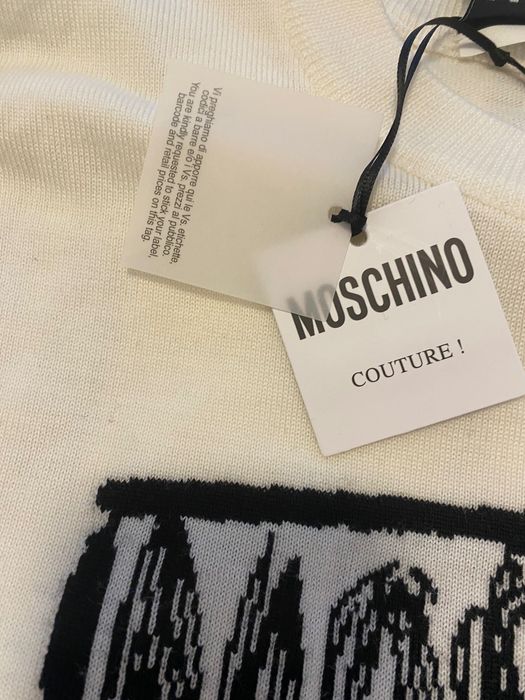 Vi preghiamo di apporre qui le Vs. etichette,
codici a barre e/o i Vs. prezzi al pubblico.
You are kindly requested to stick your label,
barcode and retail prices on this tag.
MOSCHINO
COUTURE !